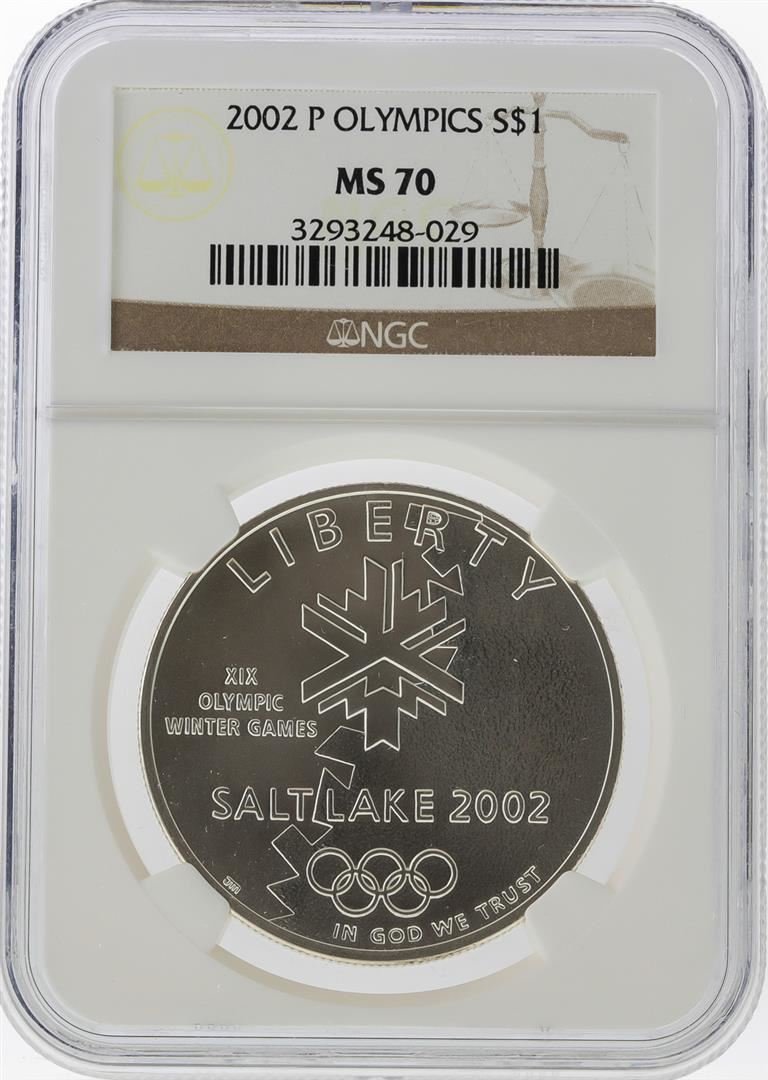 2002 P OLYMPICS S$1
MS 70
3293248-029
NGC
LIBERTY
XIX
OLYMPIC
WINTER GAMES
SALT LAKE 2002
IN GOD WE TRUST